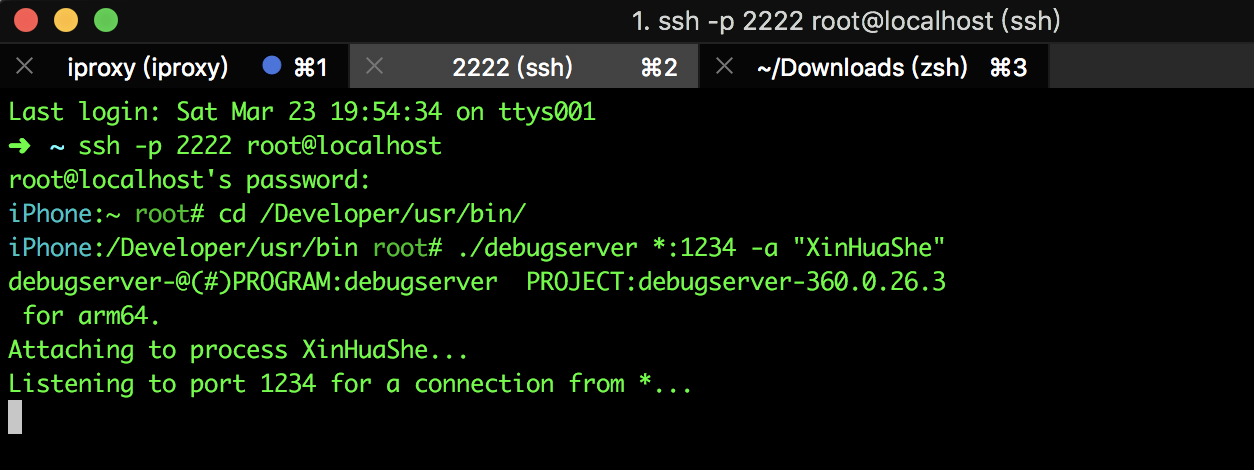 1. ssh -p 2222 root@localhost (ssh)
iproxy (iproxy) ⌘1 2222 (ssh) ⌘2 ~/Downloads (zsh) ⌘3
Last login: Sat Mar 23 19:54:34 on ttys001
➜  ~ ssh -p 2222 root@localhost
root@localhost's password:
iPhone:~ root# cd /Developer/usr/bin/
iPhone:/Developer/usr/bin root# ./debugserver *:1234 -a "XinHuaShe"
debugserver-@(#)PROGRAM:debugserver  PROJECT:debugserver-360.0.26.3
 for arm64.
Attaching to process XinHuaShe...
Listening to port 1234 for a connection from *...